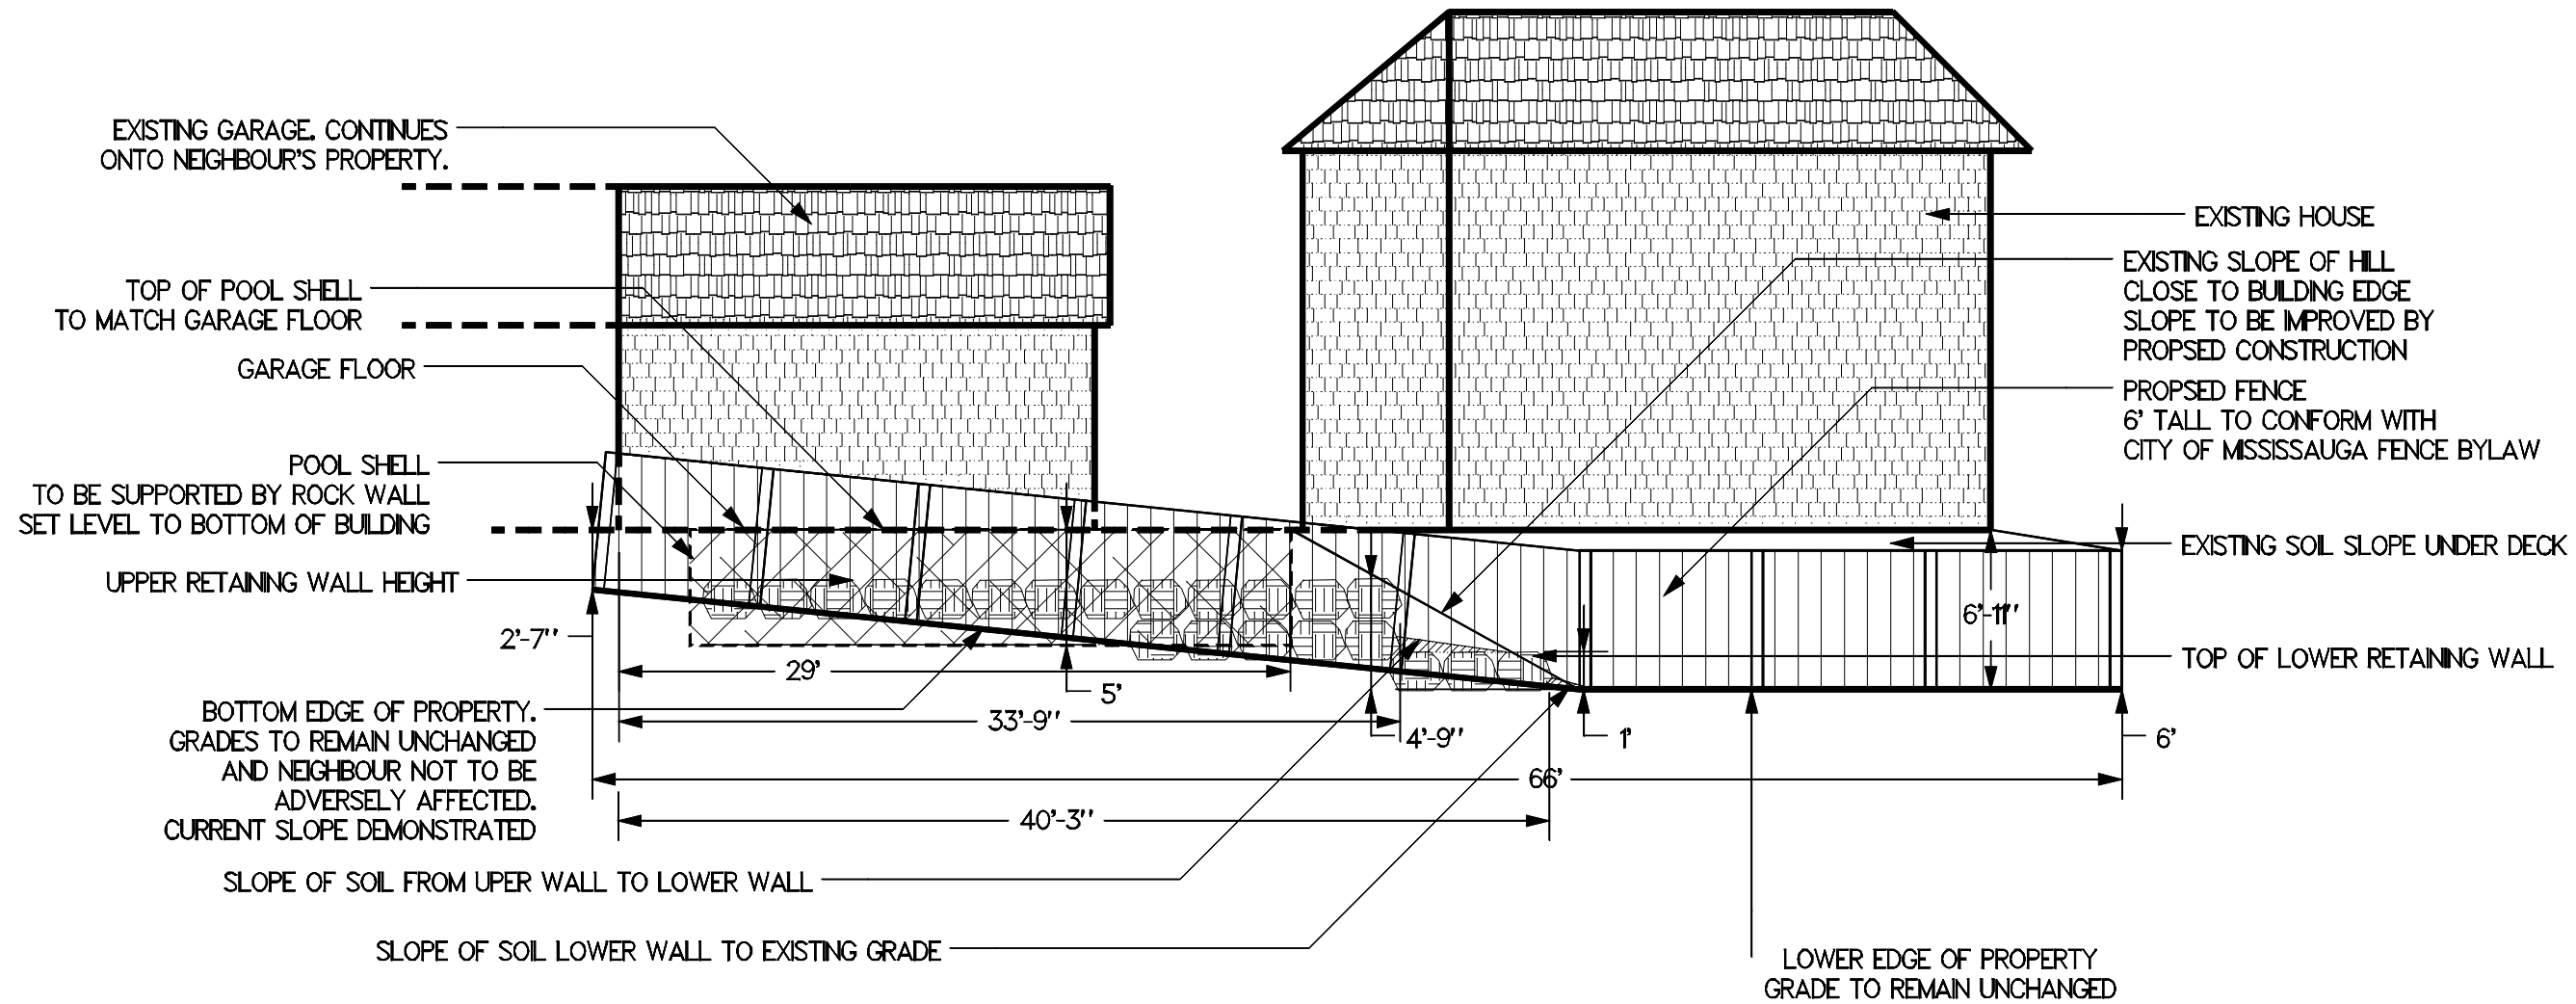 EXISTING GARAGE. CONTINUES
ONTO NEIGHBOUR'S PROPERTY.
TOP OF POOL SHELL
TO MATCH GARAGE FLOOR
GARAGE FLOOR
POOL SHELL
TO BE SUPPORTED BY ROCK WALL
SET LEVEL TO BOTTOM OF BUILDING
UPPER RETAINING WALL HEIGHT
2'-7"
BOTTOM EDGE OF PROPERTY.
GRADES TO REMAIN UNCHANGED
AND NEIGHBOUR NOT TO BE
ADVERSELY AFFECTED.
CURRENT SLOPE DEMONSTRATED
SLOPE OF SOIL FROM UPER WALL TO LOWER WALL
SLOPE OF SOIL LOWER WALL TO EXISTING GRADE
29'
5'
33'-9"
4'-9"
1'
66'
40'-3"
6'-11"
6'
EXISTING HOUSE
EXISTING SLOPE OF HILL
CLOSE TO BUILDING EDGE
SLOPE TO BE IMPROVED BY
PROPSED CONSTRUCTION
PROPSED FENCE
6' TALL TO CONFORM WITH
CITY OF MISSISSAUGA FENCE BYLAW
EXISTING SOIL SLOPE UNDER DECK
TOP OF LOWER RETAINING WALL
LOWER EDGE OF PROPERTY
GRADE TO REMAIN UNCHANGED